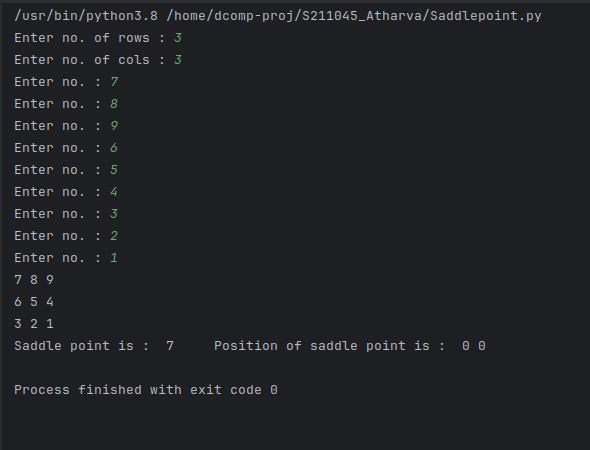 /usr/bin/python3.8 /home/dcomp-proj/S211045_Atharva/Saddlepoint.py
Enter no. of rows : 3
Enter no. of cols : 3
Enter no. : 7
Enter no. : 8
Enter no. : 9
Enter no. : 6
Enter no. : 5
Enter no. : 4
Enter no. : 3
Enter no. : 2
Enter no. : 1
7 8 9
6 5 4
3 2 1
Saddle point is :  7     Position of saddle point is :  0 0
Process finished with exit code 0